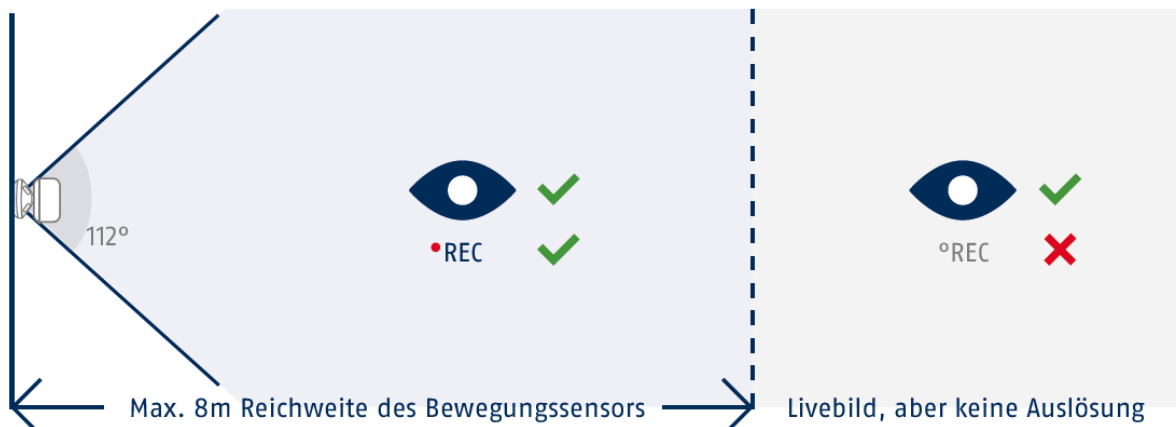 112°
•REC
°REC
Max. 8m Reichweite des Bewegungssensors
Livebild, aber keine Auslösung